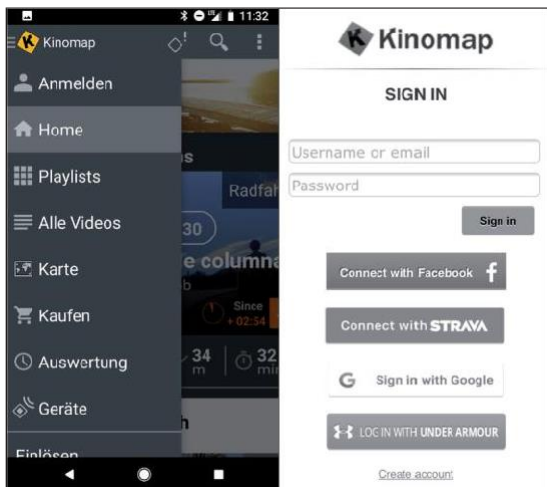 11:32
Kinomap
Anmelden
Home
Playlists
Radfah
Alle Videos
30
e columna
Karte
b
Since
+ 02:54
Kaufen
34
32
m
min
Auswertung
Geräte
h
Einlösen
Kinomap
SIGN IN
Username or email
Password
Sign in
Connect with Facebook f
Connect with STRAVA
G Sign in with Google
LOG IN WITH UNDER ARMOUR
Create account